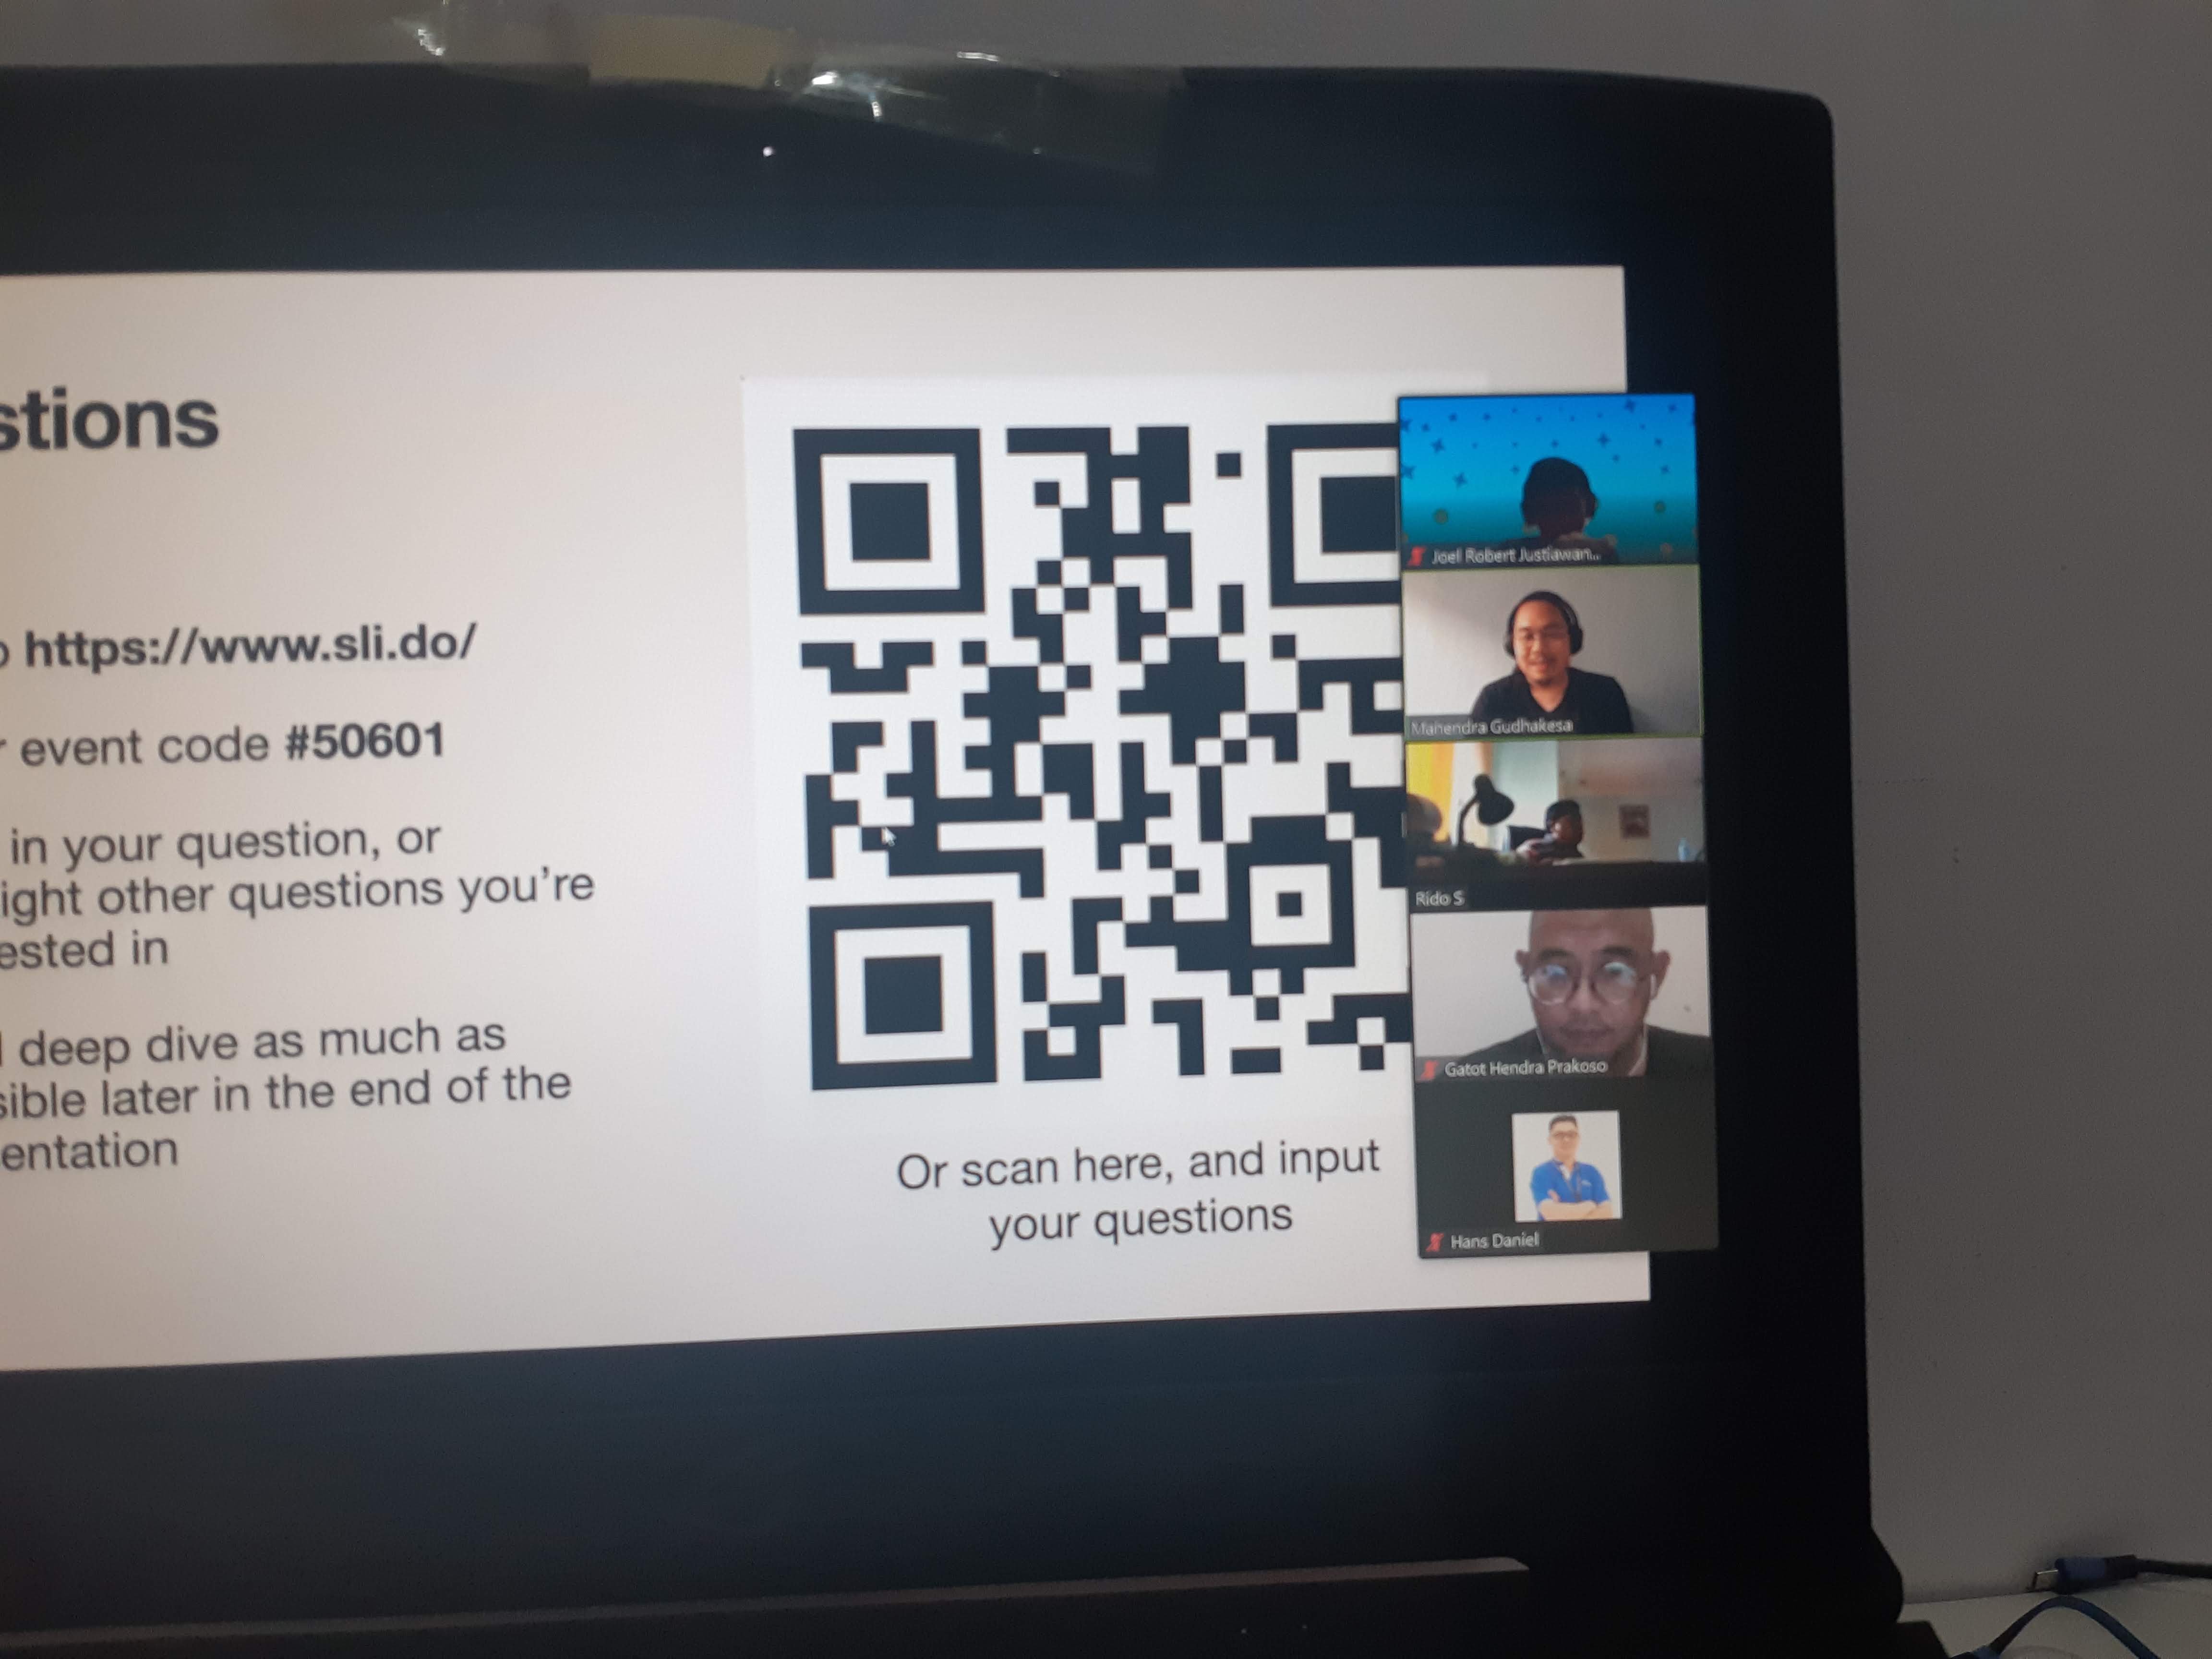 stions
https://www.sli.do/
event code #50601
in your question, or
ight other questions you're
ested in
deep dive as much as
sible later in the end of the
entation
Or scan here, and input
your questions
Joel Robert Justiawan...
Mahendra Gudhakesa
Rido S
Gatot Hendra Prakoso
Hans Daniel